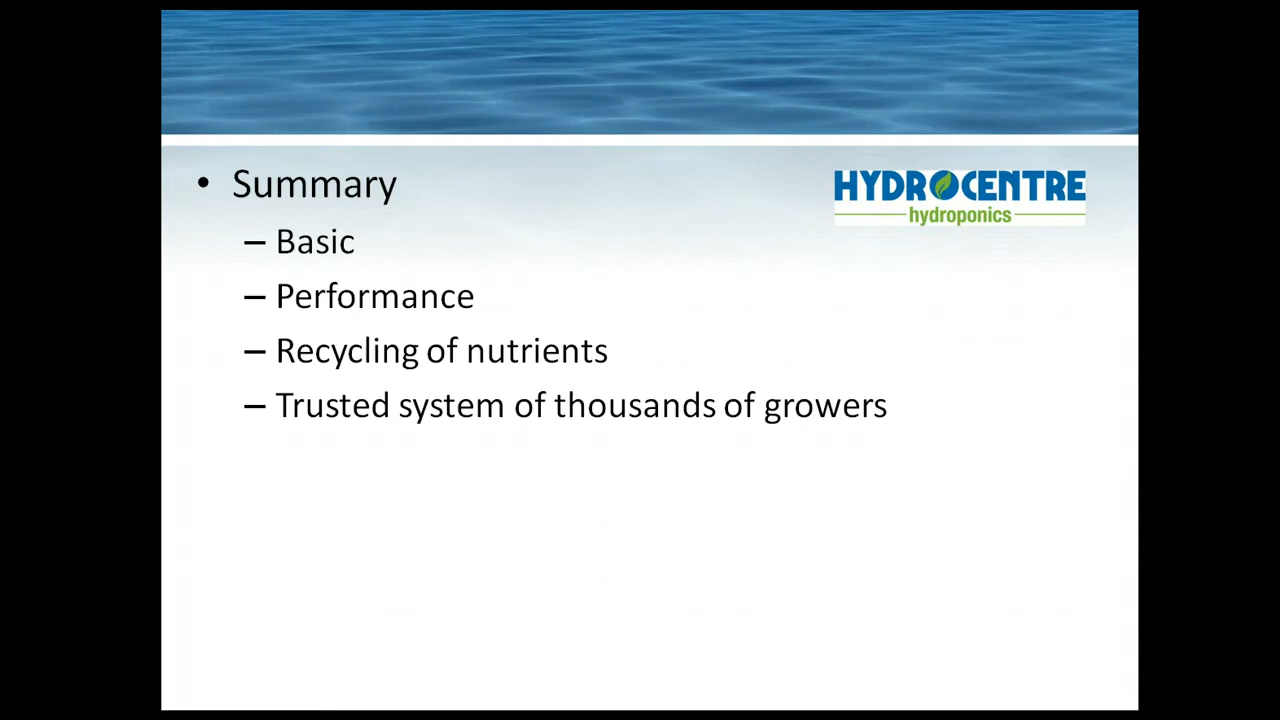 • Summary
HYDROCENTRE
hydroponics
– Basic
– Performance
– Recycling of nutrients
– Trusted system of thousands of growers